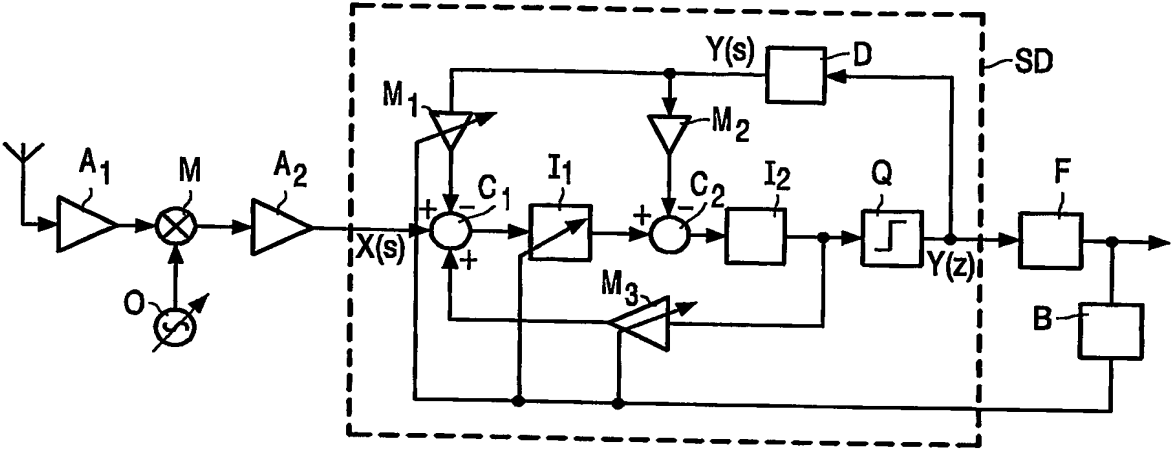 Y(s)
D
SD
M1
M2
A1
M
A2
C1
I1
C2
I2
Q
F
+
−
+
−
X(s)
+
Y(z)
O
M3
B